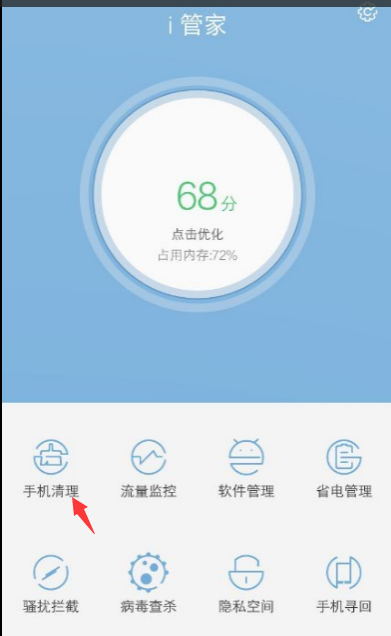 i 管家
68分
点击优化
占用内存:72%
手机清理 流量监控 软件管理 省电管理
骚扰拦截 病毒查杀 隐私空间 手机寻回